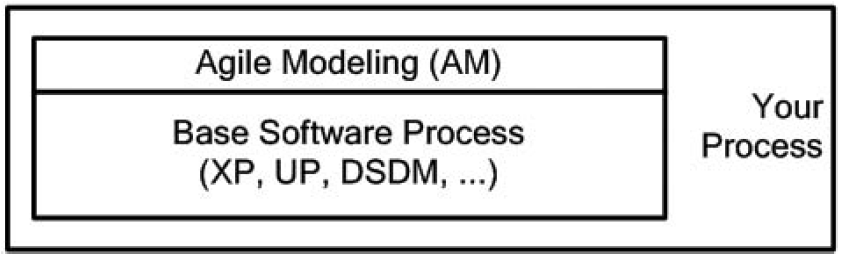 Agile Modeling (AM)
Base Software Process
(XP, UP, DSDM, ...)
Your
Process